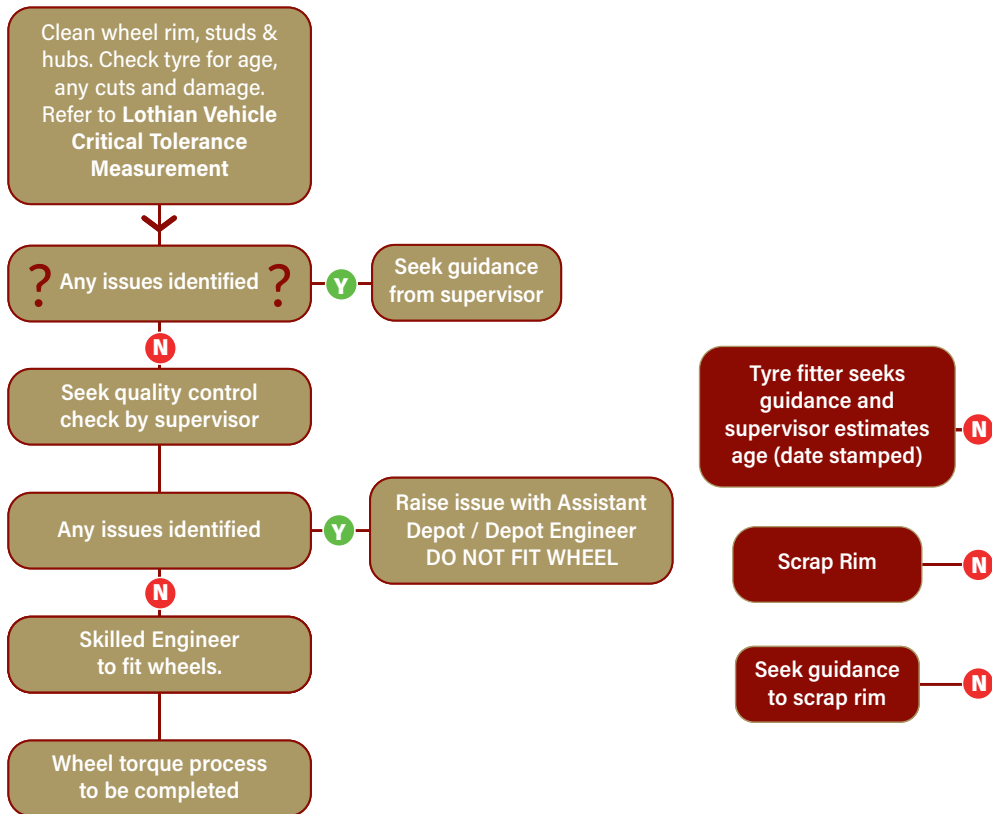 Clean wheel rim, studs &
hubs. Check tyre for age,
any cuts and damage.
Refer to Lothian Vehicle
Critical Tolerance
Measurement
? Any issues identified ?
Y
Seek guidance
from supervisor
N
Seek quality control
check by supervisor
Any issues identified
Y
Raise issue with Assistant
Depot / Depot Engineer
DO NOT FIT WHEEL
N
Skilled Engineer
to fit wheels.
Wheel torque process
to be completed
Tyre fitter seeks
guidance and
supervisor estimates
age (date stamped)
N
Scrap Rim
N
Seek guidance
to scrap rim
N